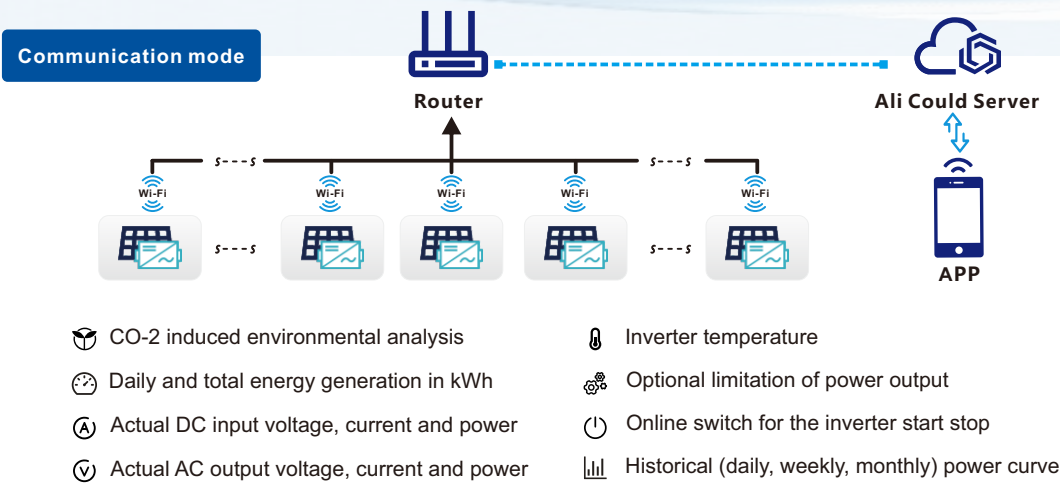 Communication mode
Router
Ali Could Server
s---s
s---s
Wi-Fi
Wi-Fi
Wi-Fi
Wi-Fi
Wi-Fi
s---s
s---s
APP
CO-2 induced environmental analysis
Inverter temperature
Daily and total energy generation in kWh
Optional limitation of power output
A Actual DC input voltage, current and power
Online switch for the inverter start stop
V Actual AC output voltage, current and power
Historical (daily, weekly, monthly) power curve